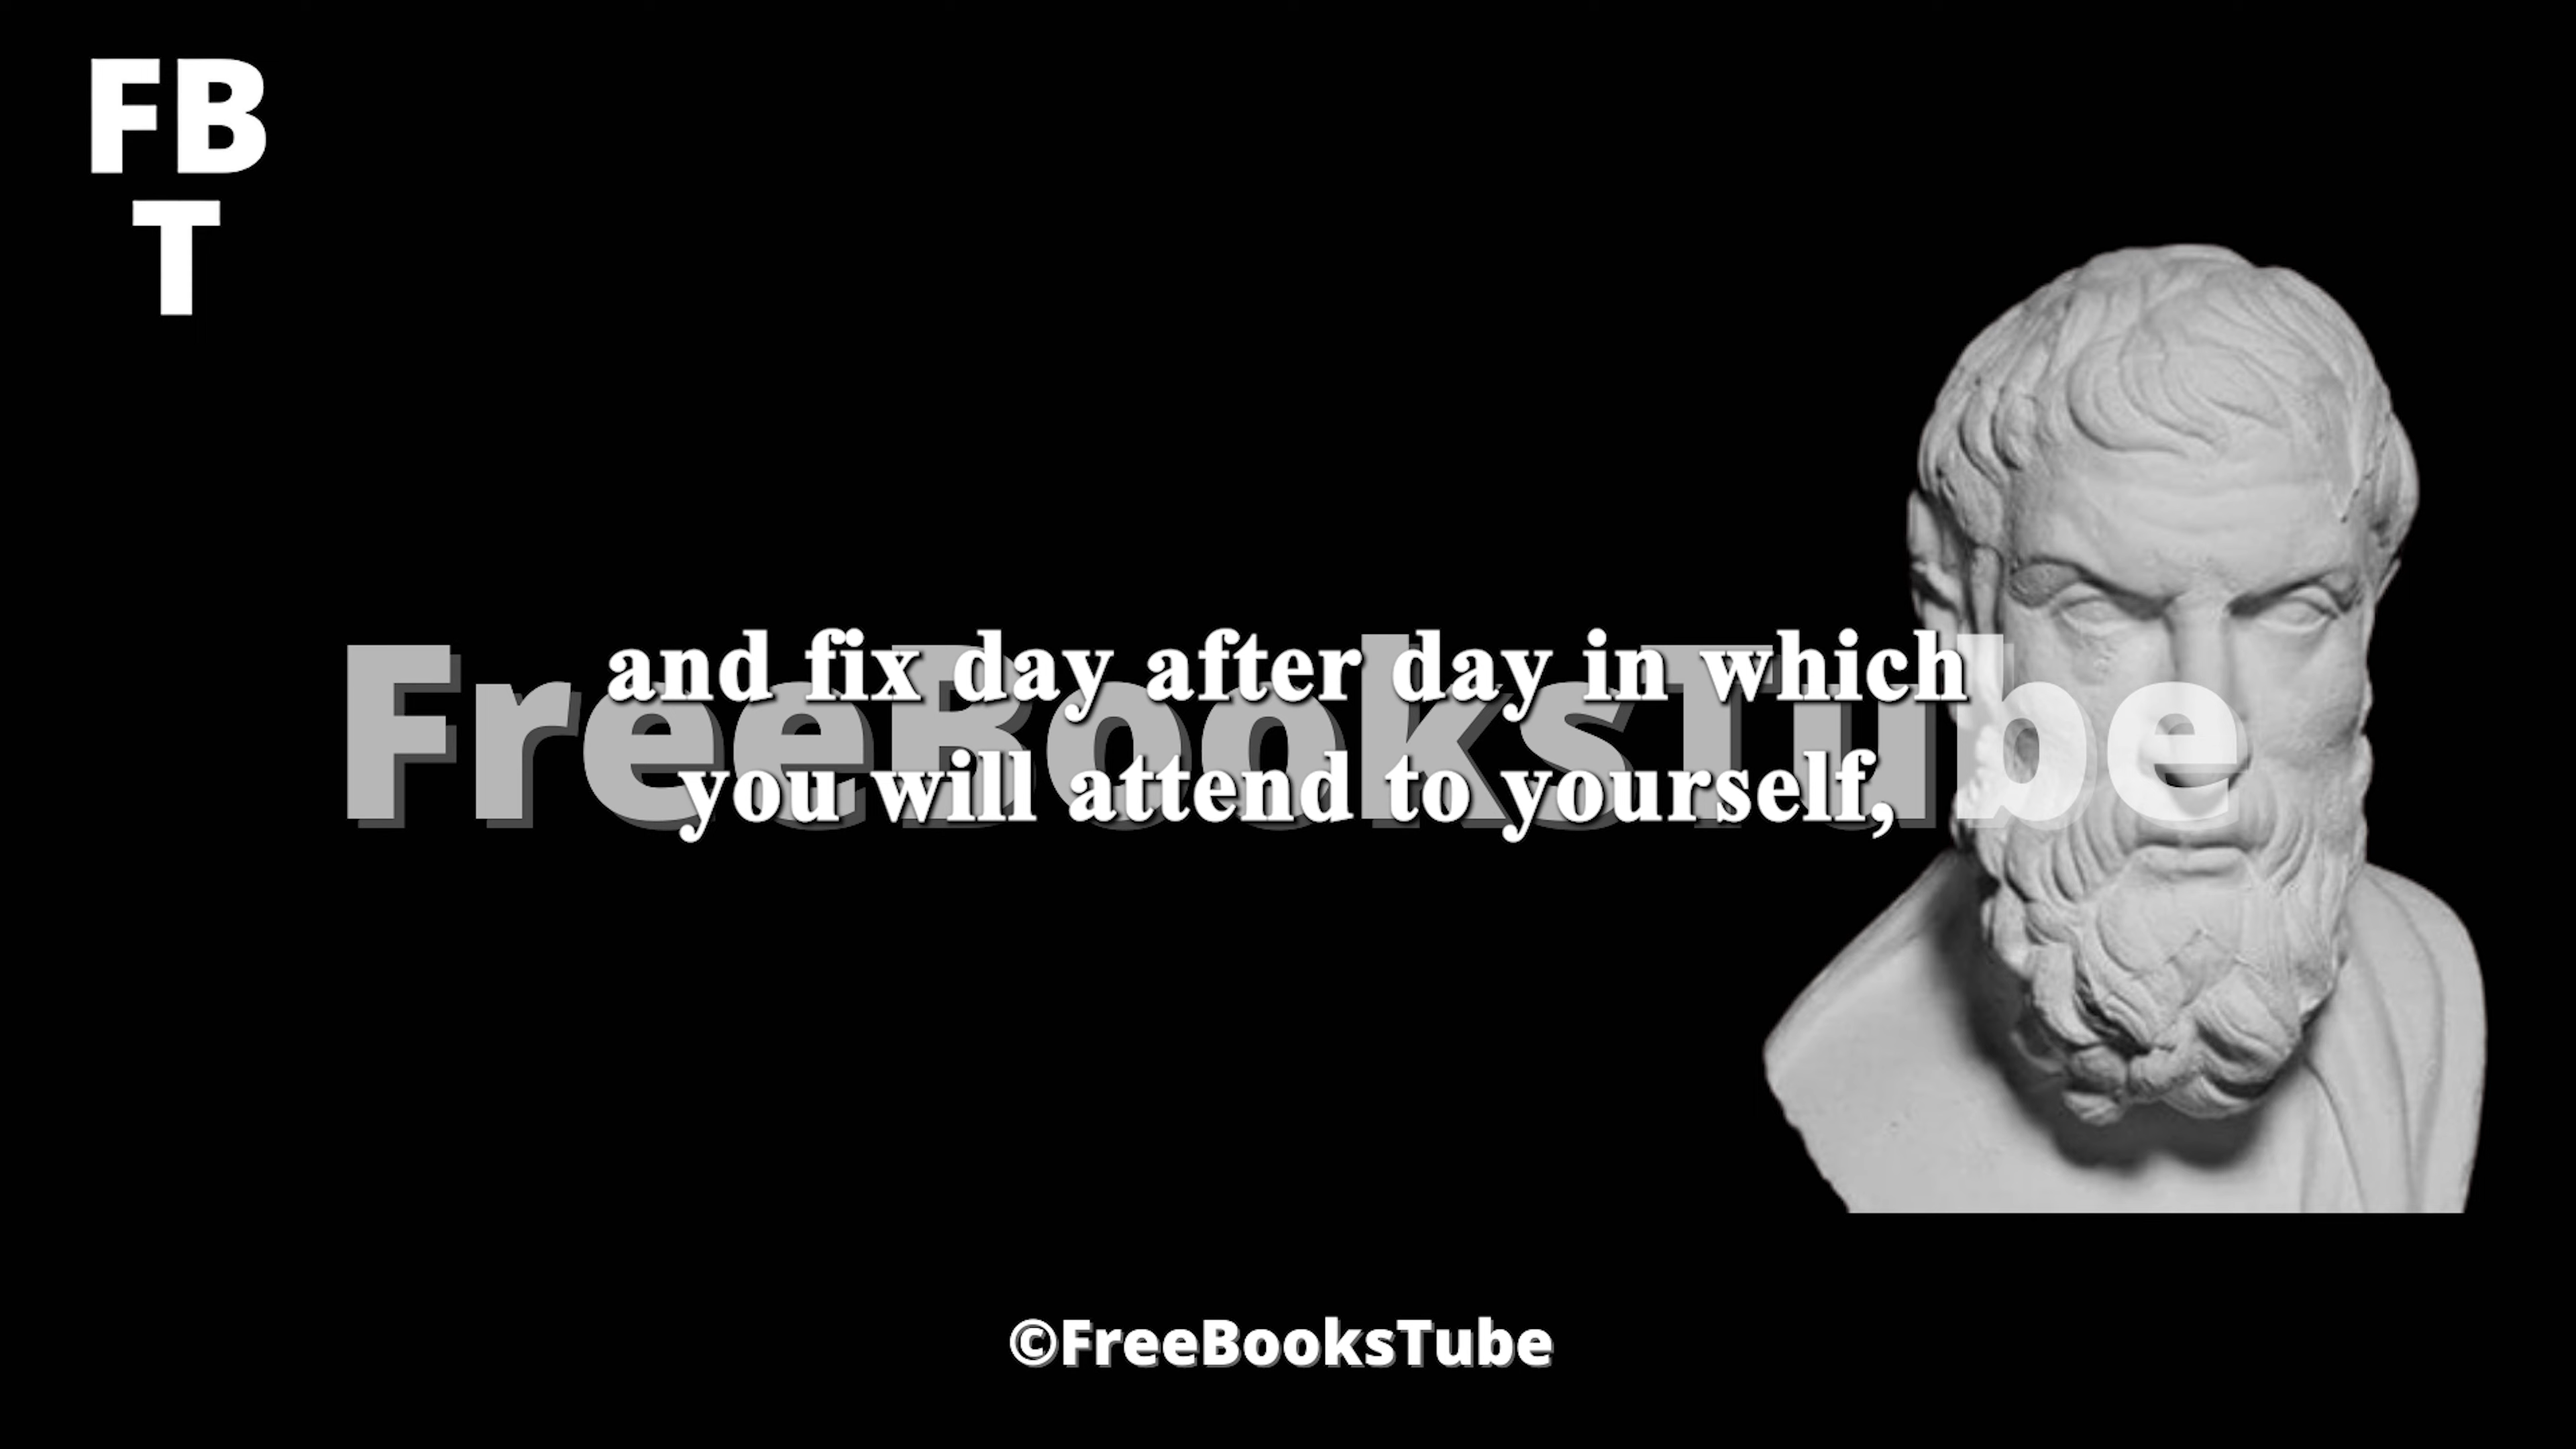 FB
T
FreeBooksTube
and fix day after day in which
you will attend to yourself,
©FreeBooksTube